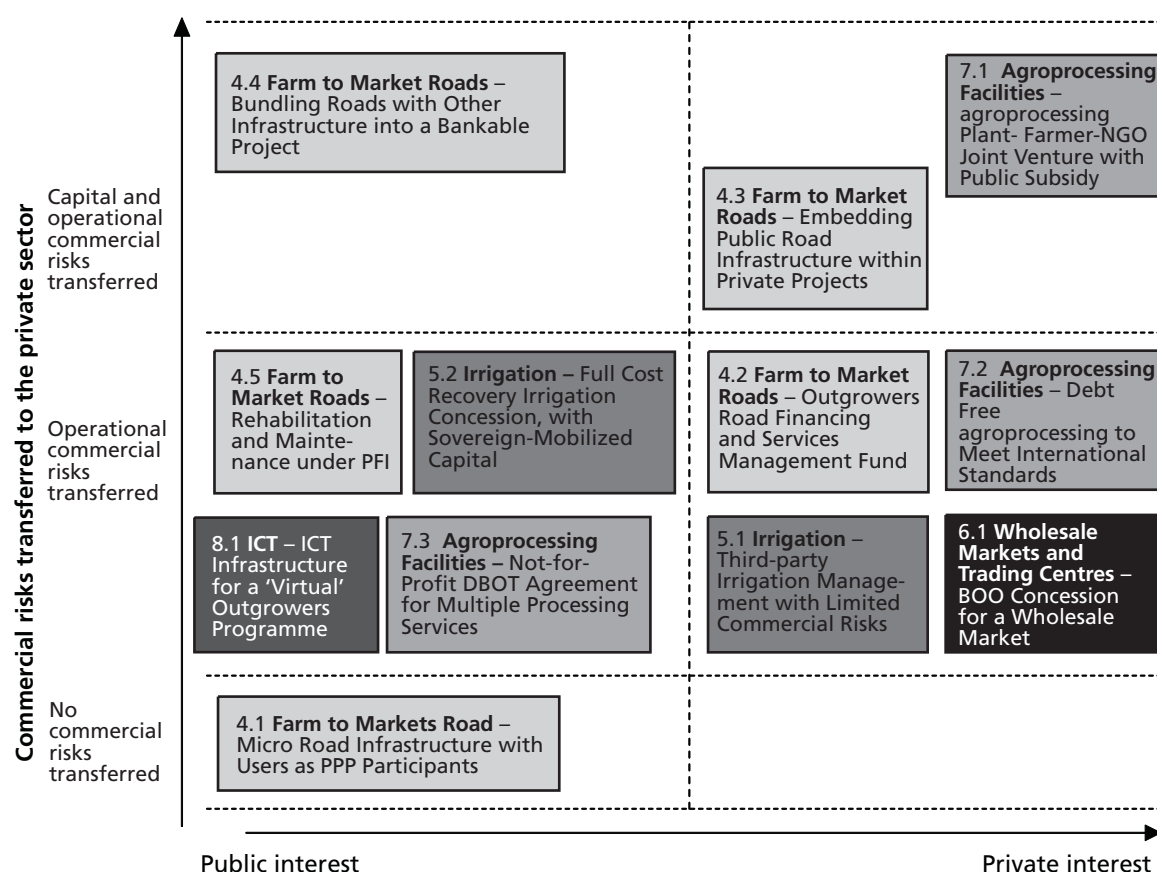 4.4 Farm to Market Roads –
Bundling Roads with Other
Infrastructure into a Bankable
Project
7.1 Agroprocessing
Facilities –
agroprocessing
Plant- Farmer-NGO
Joint Venture with
Public Subsidy
4.3 Farm to Market
Roads – Embedding
Public Road
Infrastructure within
Private Projects
Commercial risks transferred to the private sector
Capital and
operational
commercial
risks
transferred
4.5 Farm to
Market Roads –
Rehabilitation
and Mainte-
nance under PFI
5.2 Irrigation – Full Cost
Recovery Irrigation
Concession, with
Sovereign-Mobilized
Capital
4.2 Farm to Market
Roads – Outgrowers
Road Financing
and Services
Management Fund
7.2 Agroprocessing
Facilities – Debt
Free
agroprocessing to
Meet International
Standards
Operational
commercial
risks
transferred
8.1 ICT – ICT
Infrastructure
for a ‘Virtual’
Outgrowers
Programme
7.3 Agroprocessing
Facilities – Not-for-
Profit DBOT Agreement
for Multiple Processing
Services
5.1 Irrigation –
Third-party
Irrigation Manage-
ment with Limited
Commercial Risks
6.1 Wholesale
Markets and
Trading Centres –
BOO Concession
for a Wholesale
Market
No
commercial
risks
transferred
4.1 Farm to Markets Road –
Micro Road Infrastructure with
Users as PPP Participants
Public interest
Private interest